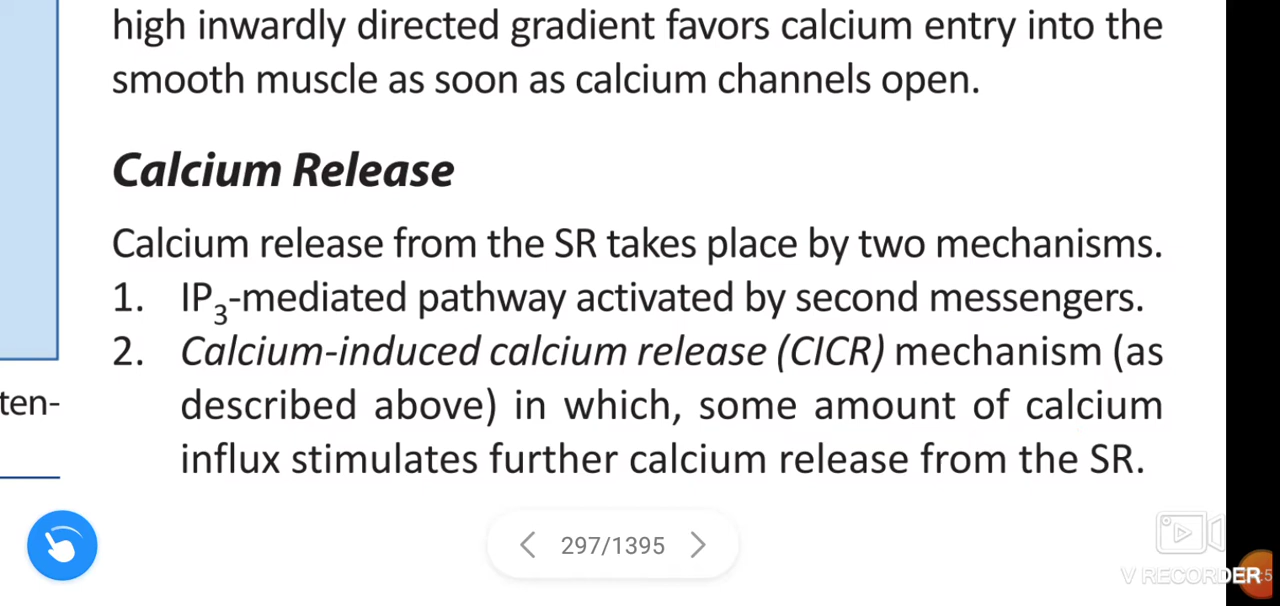 high inwardly directed gradient favors calcium entry into the
smooth muscle as soon as calcium channels open.
Calcium Release
Calcium release from the SR takes place by two mechanisms.
1. IP₃-mediated pathway activated by second messengers.
2. Calcium-induced calcium release (CICR) mechanism (as
described above) in which, some amount of calcium
influx stimulates further calcium release from the SR.
ten-
297/1395
V RECORDER